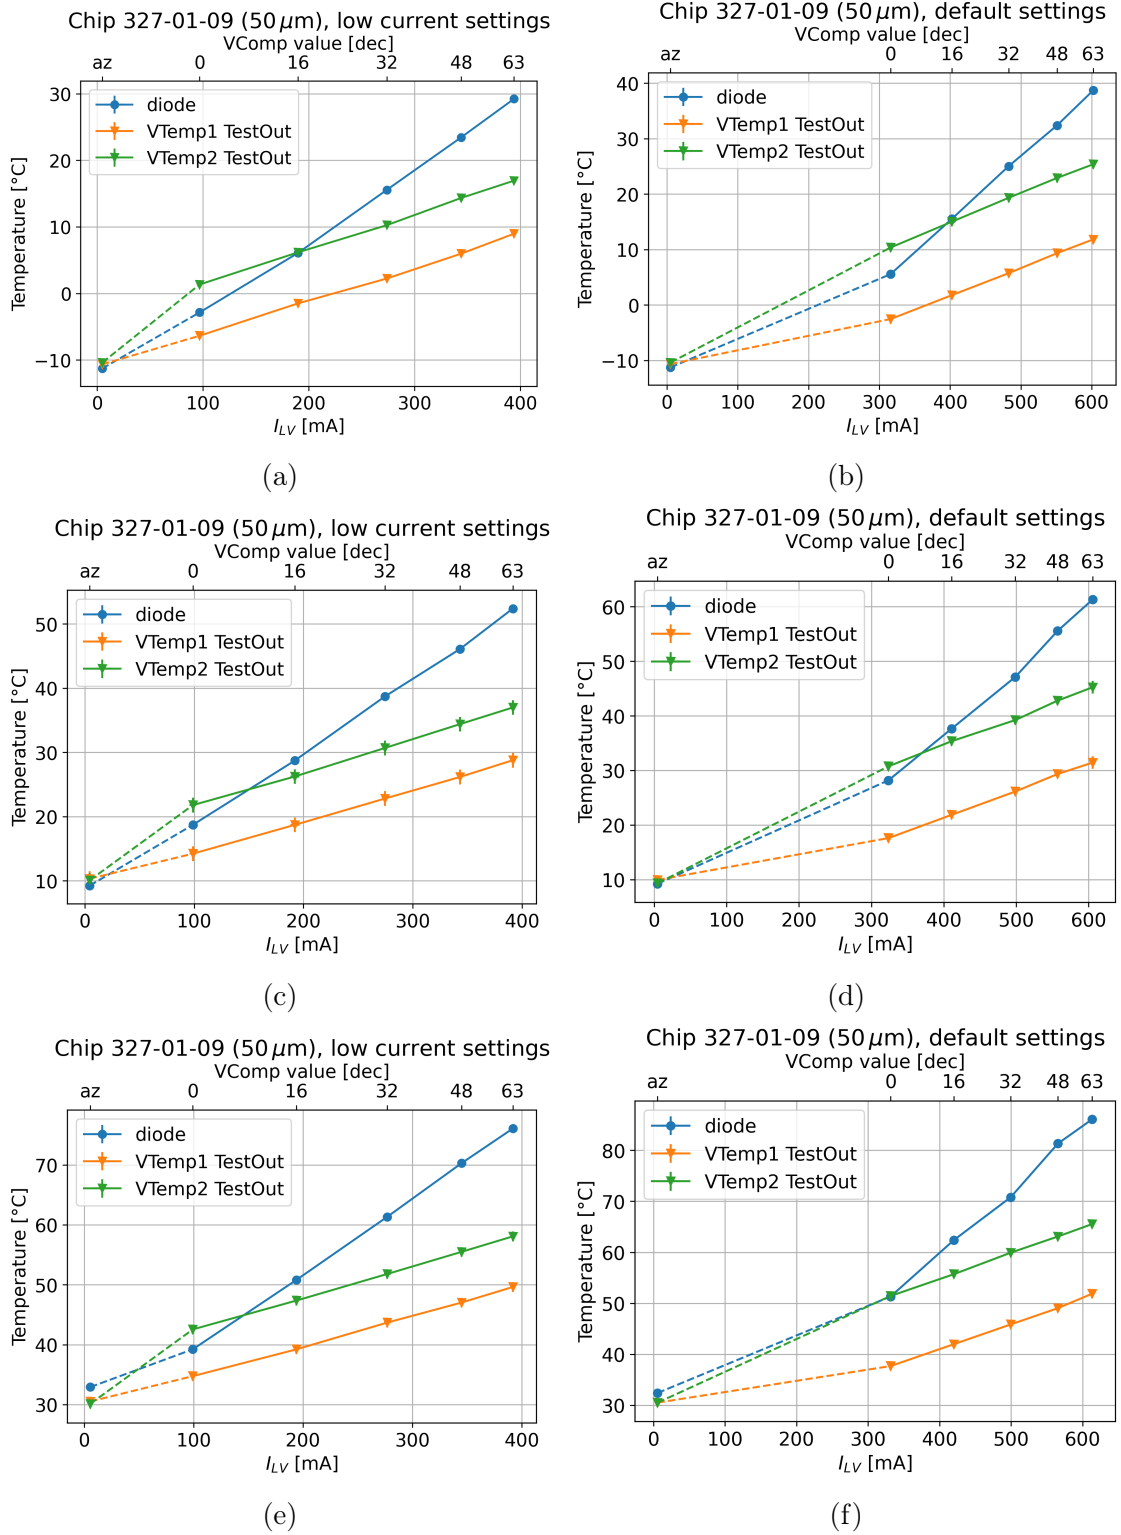 Chip 327-01-09 (50 μm), low current settings
VComp value [dec]
az 0 16 32 48 63
30
20
10
0
−10
Temperature [°C]
diode
VTemp1 TestOut
VTemp2 TestOut
0 100 200 300 400
I_LV [mA]
(a)
Chip 327-01-09 (50 μm), default settings
VComp value [dec]
az 0 16 32 48 63
40
30
20
10
0
−10
Temperature [°C]
diode
VTemp1 TestOut
VTemp2 TestOut
0 100 200 300 400 500 600
I_LV [mA]
(b)
Chip 327-01-09 (50 μm), low current settings
VComp value [dec]
az 0 16 32 48 63
50
40
30
20
10
Temperature [°C]
diode
VTemp1 TestOut
VTemp2 TestOut
0 100 200 300 400
I_LV [mA]
(c)
Chip 327-01-09 (50 μm), default settings
VComp value [dec]
az 0 16 32 48 63
60
50
40
30
20
10
Temperature [°C]
diode
VTemp1 TestOut
VTemp2 TestOut
0 100 200 300 400 500 600
I_LV [mA]
(d)
Chip 327-01-09 (50 μm), low current settings
VComp value [dec]
az 0 16 32 48 63
70
60
50
40
30
Temperature [°C]
diode
VTemp1 TestOut
VTemp2 TestOut
0 100 200 300 400
I_LV [mA]
(e)
Chip 327-01-09 (50 μm), default settings
VComp value [dec]
az 0 16 32 48 63
80
70
60
50
40
30
Temperature [°C]
diode
VTemp1 TestOut
VTemp2 TestOut
0 100 200 300 400 500 600
I_LV [mA]
(f)